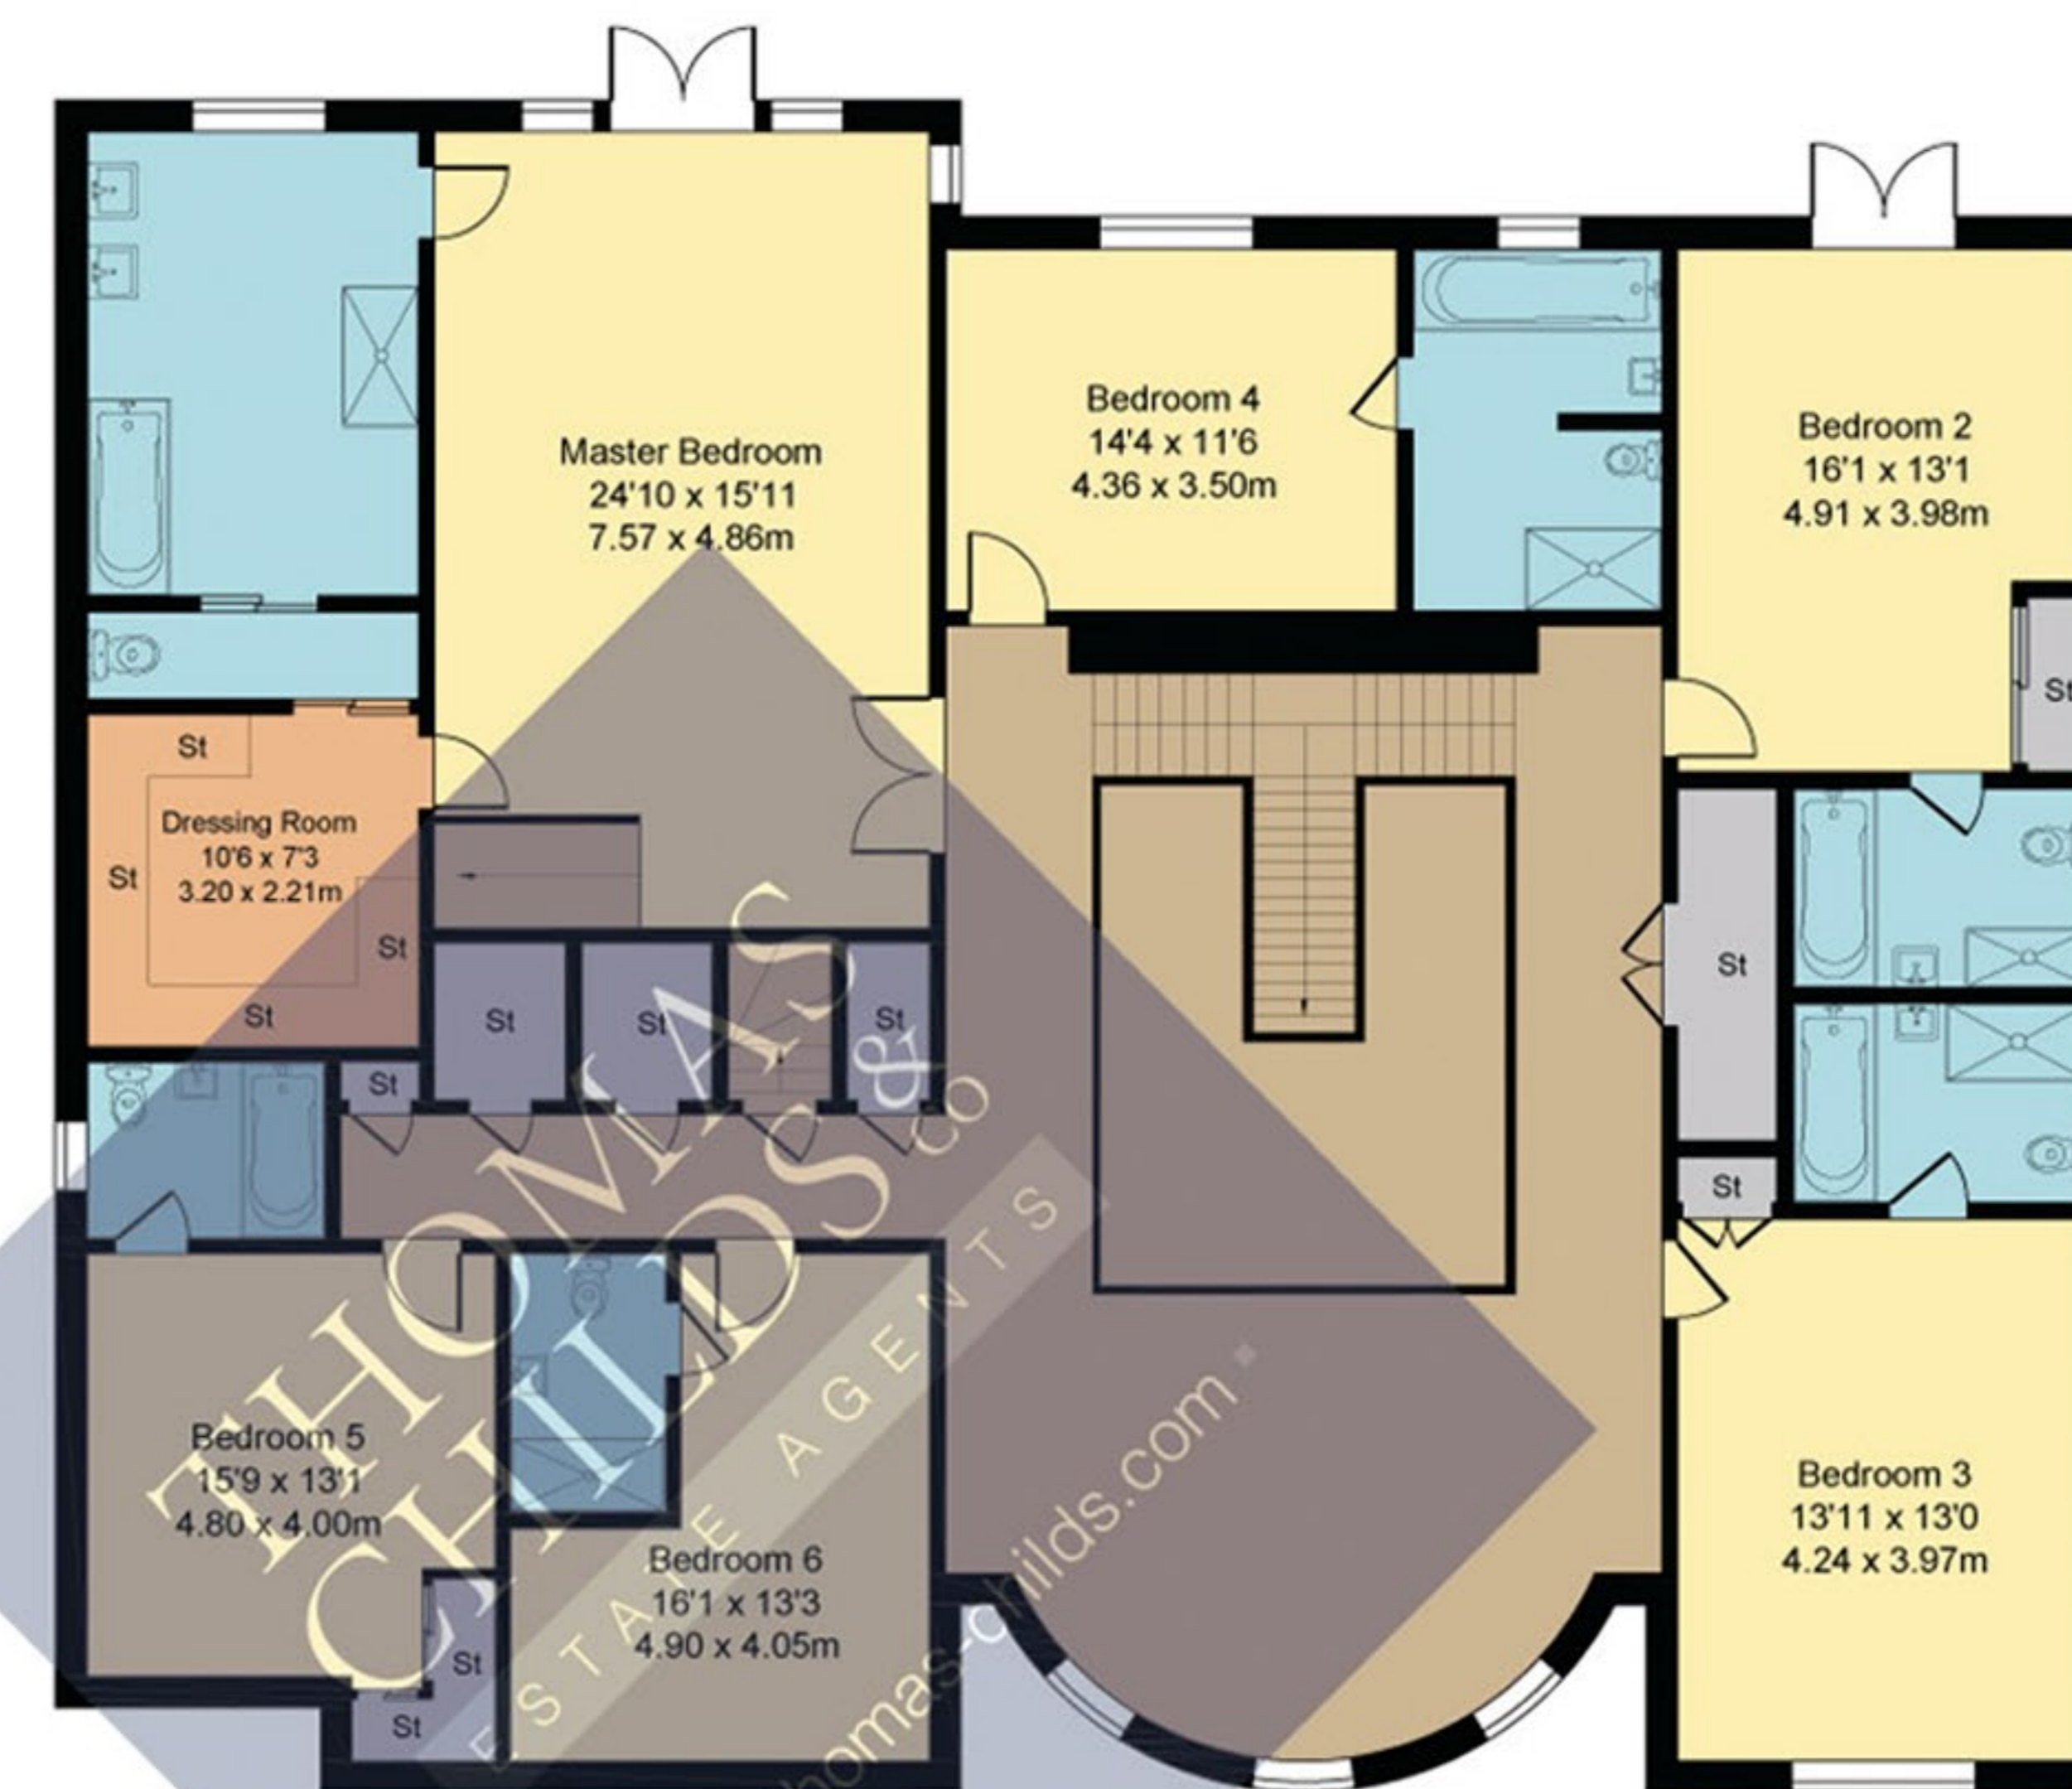 Master Bedroom
24'10 x 15'11
7.57 x 4.86m
Bedroom 4
14'4 x 11'6
4.36 x 3.50m
Bedroom 2
16'1 x 13'1
4.91 x 3.98m
St
St
Dressing Room
10'6 x 7'3
3.20 x 2.21m
St
St
St
St
St
St
St
St
St
Bedroom 5
15'9 x 13'1
4.80 x 4.00m
St
St
Bedroom 6
16'1 x 13'3
4.90 x 4.05m
St
Bedroom 3
13'11 x 13'0
4.24 x 3.97m
THOMAS
CHILDS &
CO
ESTATE AGENTS
homas-childs.com